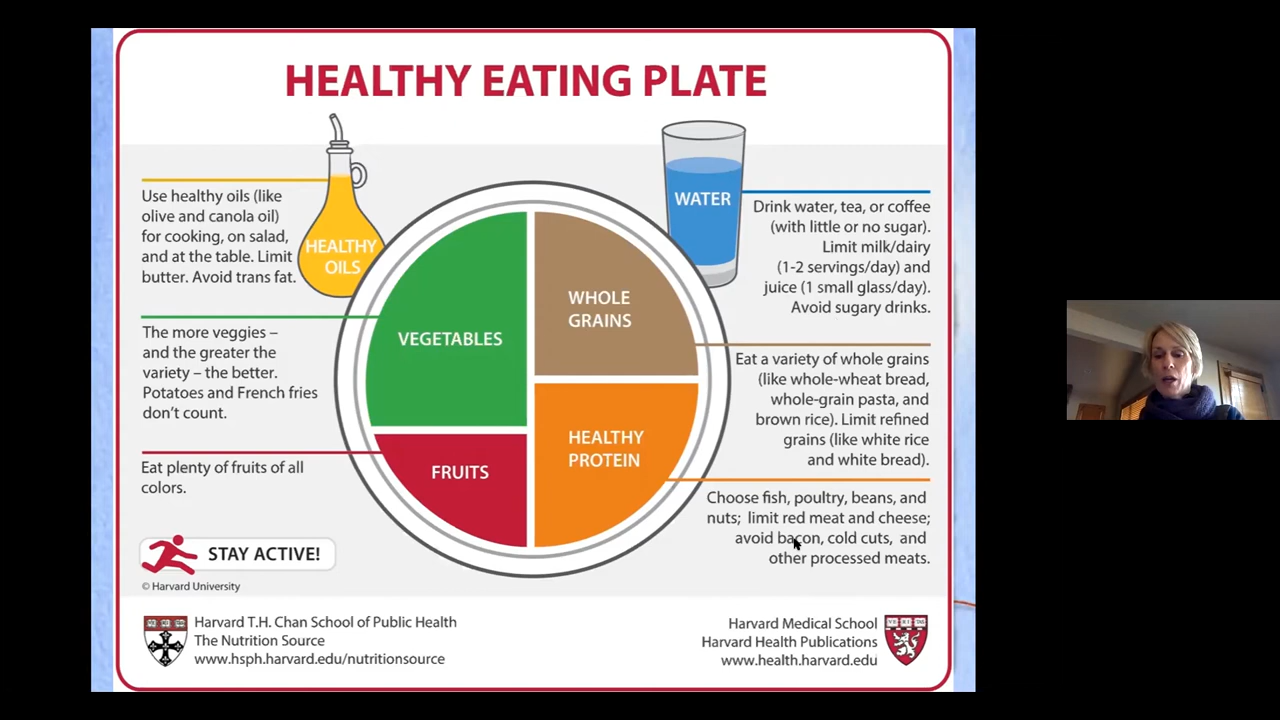 HEALTHY EATING PLATE
Use healthy oils (like
olive and canola oil)
for cooking, on salad,
and at the table. Limit
butter. Avoid trans fat.
HEALTHY
OILS
The more veggies –
and the greater the
variety – the better.
Potatoes and French fries
don't count.
Eat plenty of fruits of all
colors.
STAY ACTIVE!
© Harvard University
VEGETABLES
FRUITS
WHOLE
GRAINS
HEALTHY
PROTEIN
WATER
Drink water, tea, or coffee
(with little or no sugar).
Limit milk/dairy
(1-2 servings/day) and
juice (1 small glass/day).
Avoid sugary drinks.
Eat a variety of whole grains
(like whole-wheat bread,
whole-grain pasta, and
brown rice). Limit refined
grains (like white rice
and white bread).
Choose fish, poultry, beans, and
nuts; limit red meat and cheese;
avoid bacon, cold cuts, and
other processed meats.
Harvard T.H. Chan School of Public Health
The Nutrition Source
www.hsph.harvard.edu/nutritionsource
Harvard Medical School
Harvard Health Publications
www.health.harvard.edu